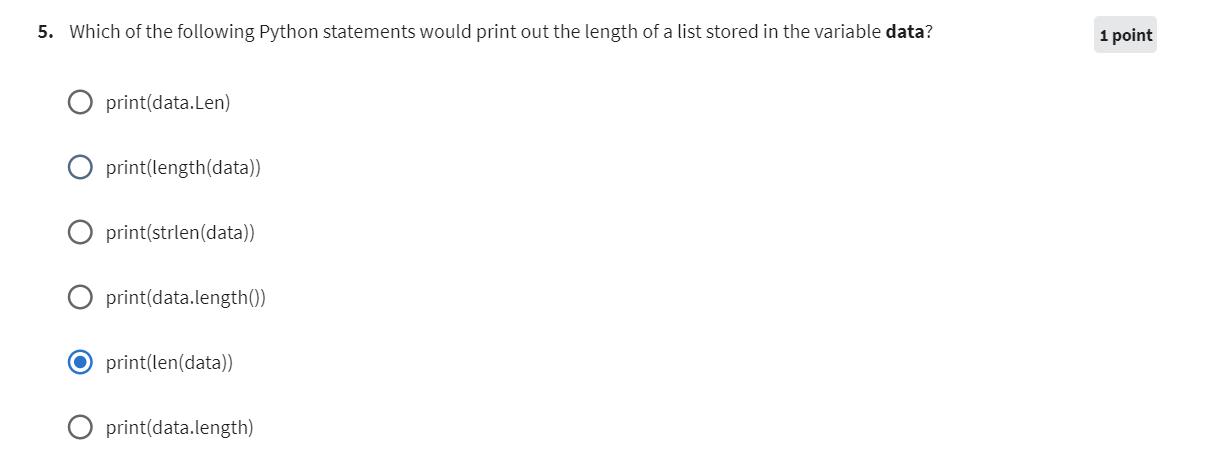 5. Which of the following Python statements would print out the length of a list stored in the variable data?
1 point
print(data.Len)
print(length(data))
print(strlen(data))
print(data.length())
print(len(data))
print(data.length)